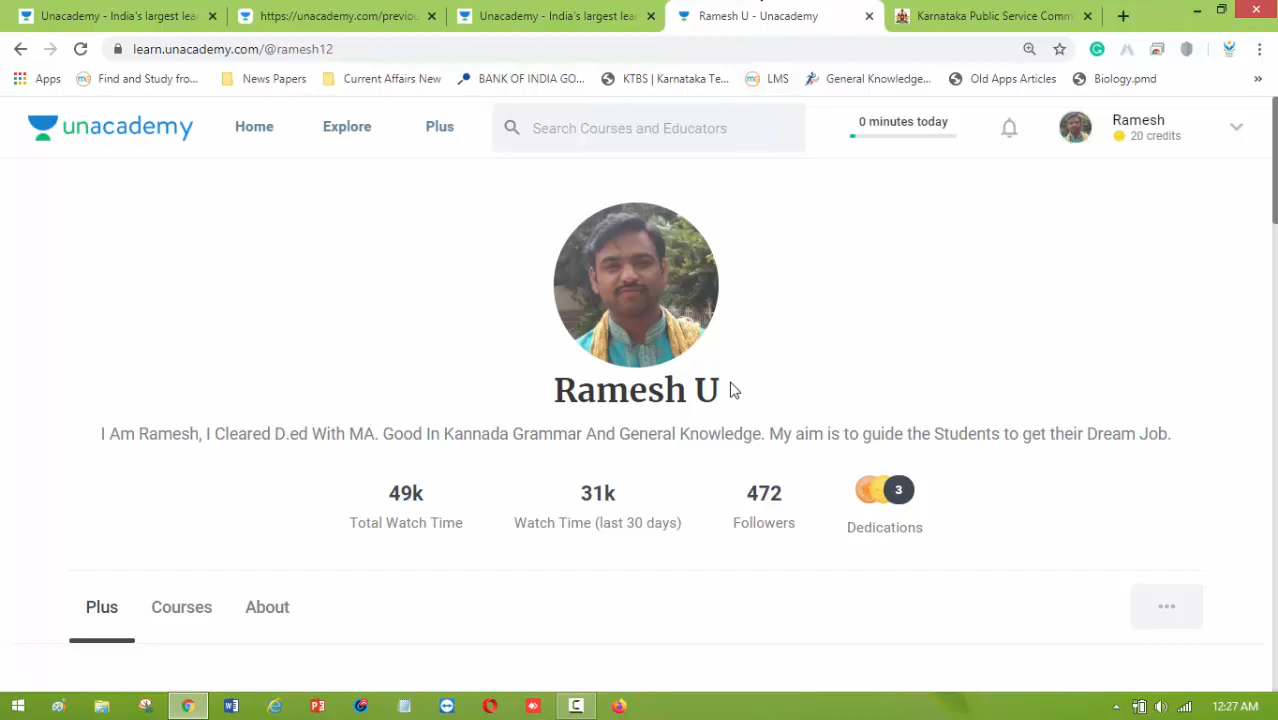 Unacademy - India's largest lear
https://unacademy.com/previou
Unacademy - India's largest lear
Ramesh U - Unacademy
Karnataka Public Service Comm
learn.unacademy.com/@ramesh12
Apps
Find and Study fro...
News Papers
Current Affairs New
BANK OF INDIA GO...
KTBS | Karnataka Te...
LMS
General Knowledge...
Old Apps Articles
Biology.pmd
»
unacademy
Home
Explore
Plus
Search Courses and Educators
0 minutes today
Ramesh
20 credits
Ramesh U
I Am Ramesh, I Cleared D.ed With MA. Good In Kannada Grammar And General Knowledge. My aim is to guide the Students to get their Dream Job.
49k
31k
472
3
Total Watch Time
Watch Time (last 30 days)
Followers
Dedications
Plus
Courses
About
12:27 AM